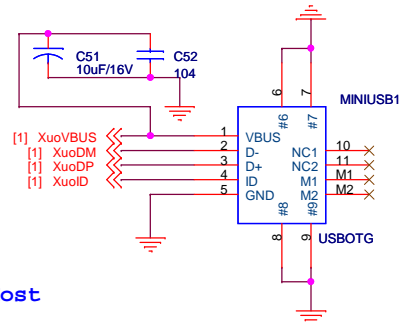 C51
10uF/16V
C52
104
6
7
#6
#7
MINIUSB1
[1] XuoVBUS
1
VBUS
[1] XuoDM
2
D-
NC1
10
[1] XuoDP
3
D+
NC2
11
[1] XuoID
4
ID
M1
M1
5
GND
M2
M2
#8
#9
8
9
USBOTG
ost